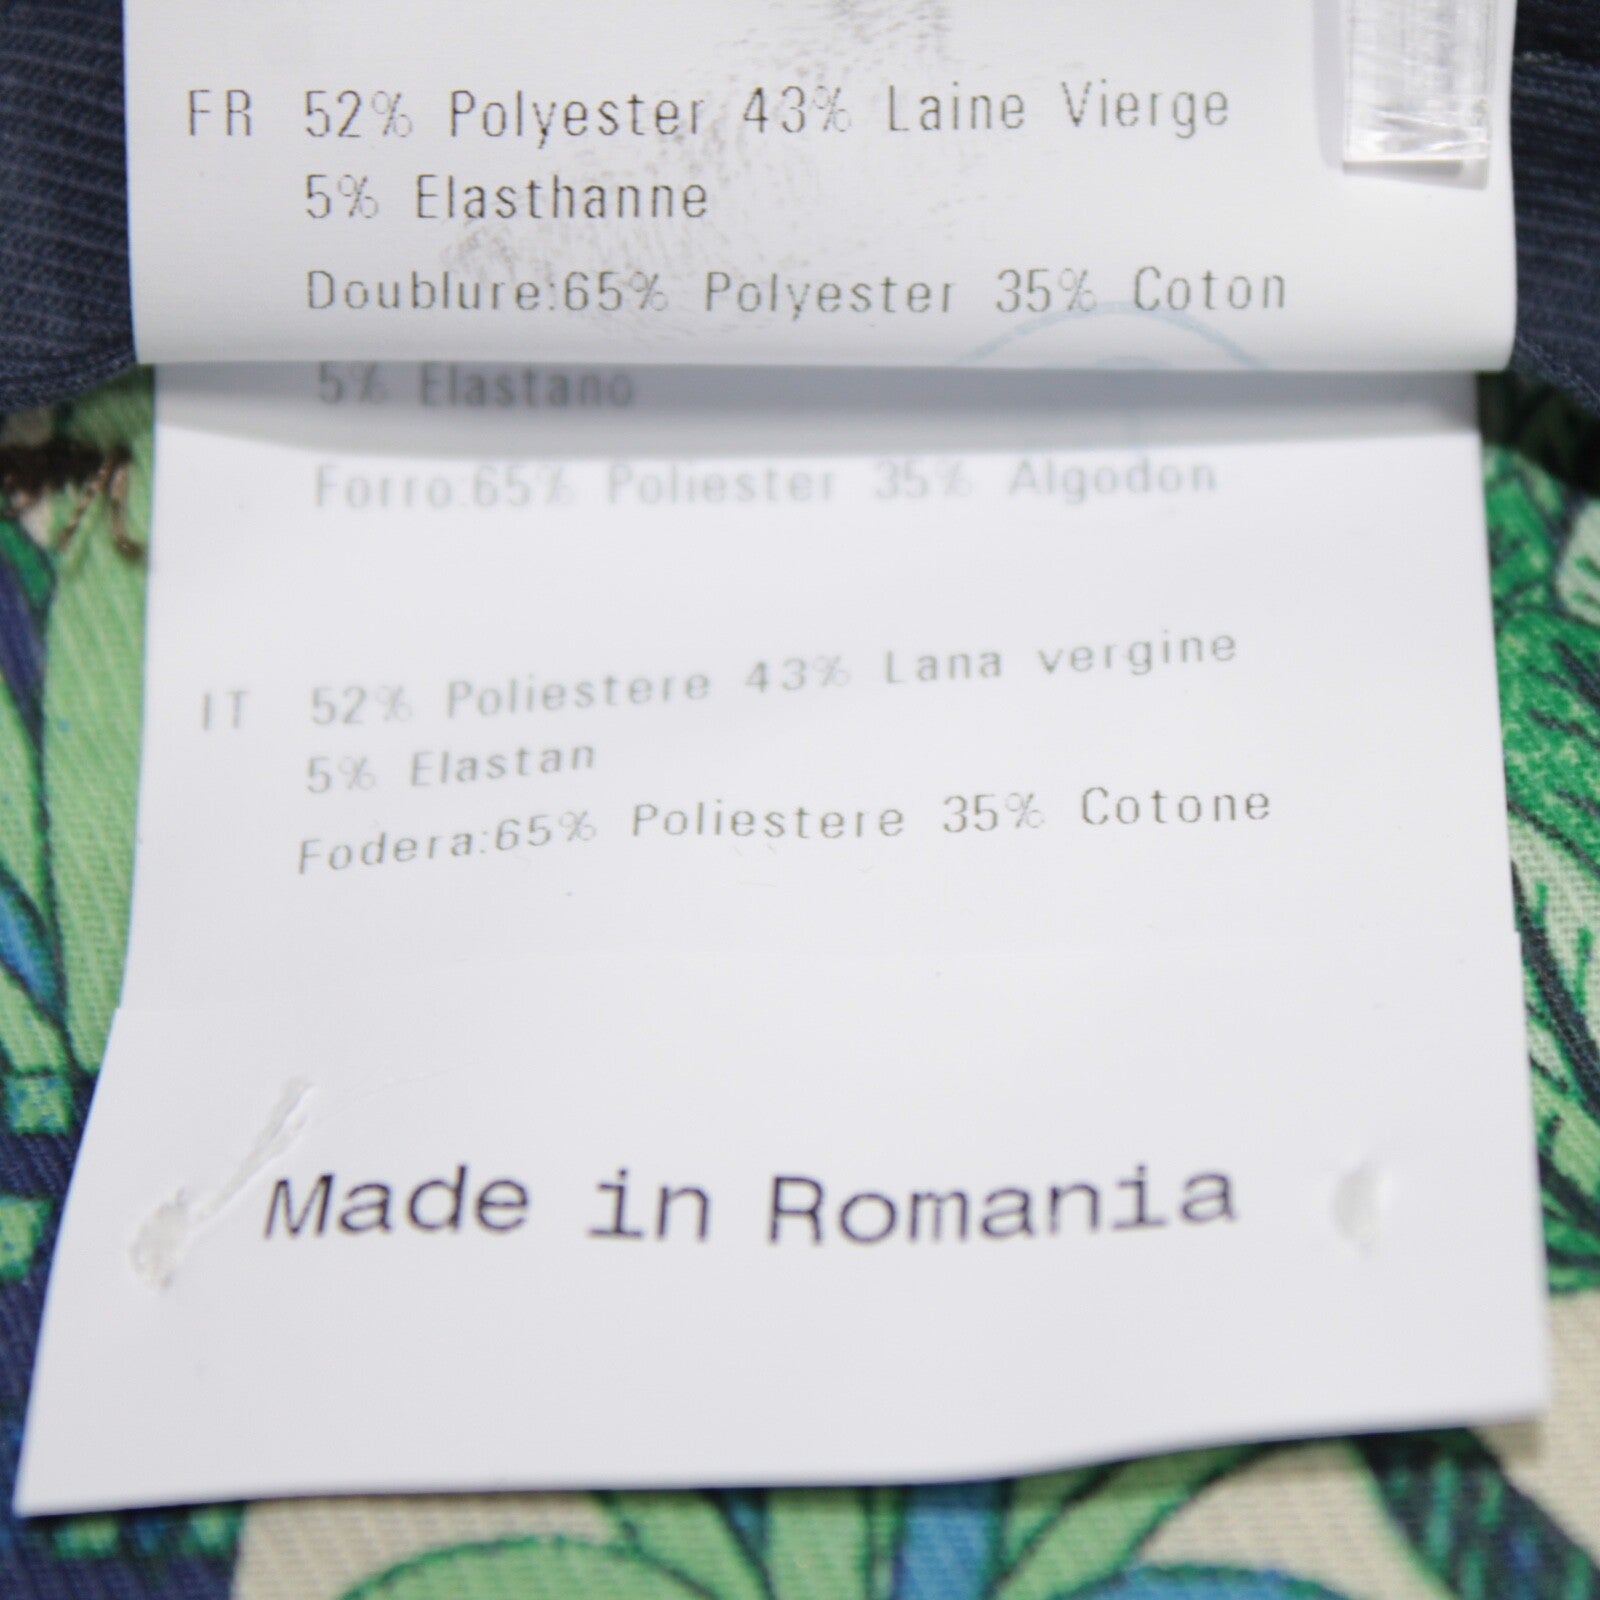 FR 52% Polyester 43% Laine Vierge
5% Elasthanne
Doublure:65% Polyester 35% Coton
5% Elastano
Forro:65% Poliester 35% Algodon
IT 52% Poliestere 43% Lana vergine
5% Elastan
Fodera:65% Poliestere 35% Cotone
Made in Romania